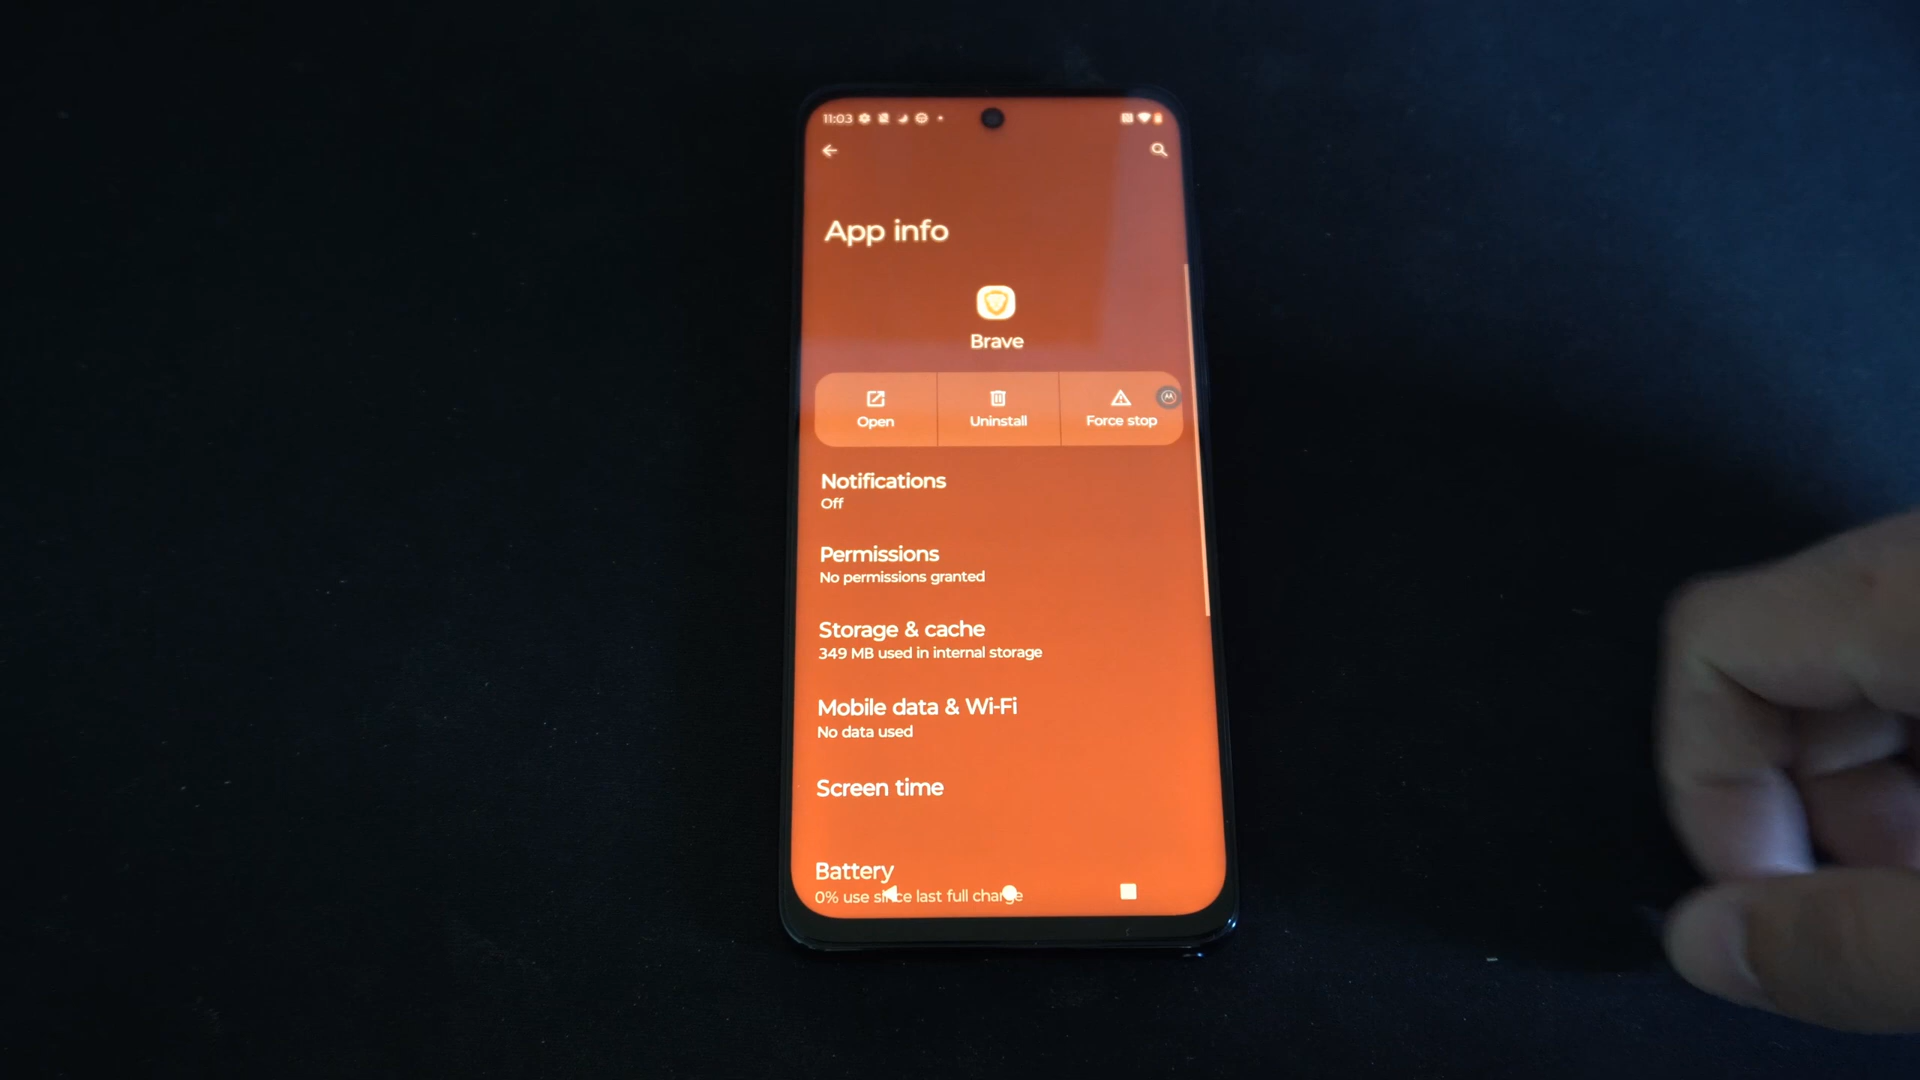 11:03
App info
Brave
Open
Uninstall
Force stop
Notifications
Off
Permissions
No permissions granted
Storage & cache
349 MB used in internal storage
Mobile data & Wi-Fi
No data used
Screen time
Battery
0% use since last full charge